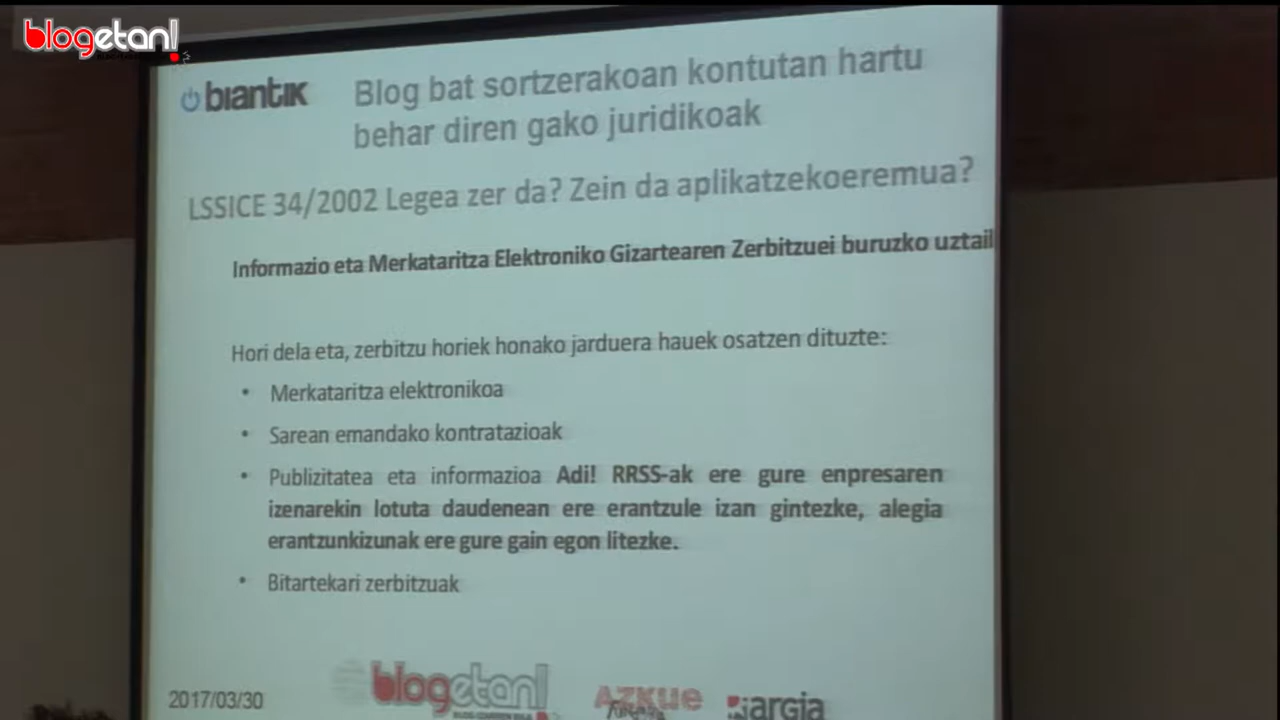 blogetan!
biantik
Blog bat sortzerakoan kontutan hartu
behar diren gako juridikoak
LSSICE 34/2002 Legea zer da? Zein da aplikatzekoeremua?
Informazio eta Merkataritza Elektroniko Gizartearen Zerbitzuei buruzko uztail
Hori dela eta, zerbitzu horiek honako jarduera hauek osatzen dituzte:
• Merkataritza elektronikoa
• Sarean emandako kontratazioak
• Publizitatea eta informazioa Adi! RRSS-ak ere gure enpresaren
izenarekin lotuta daudenean ere erantzule izan gintezke, alegia
erantzunkizunak ere gure gain egon litezke.
• Bitartekari zerbitzuak
2017/03/30
blogetan!
AZKUE
argia